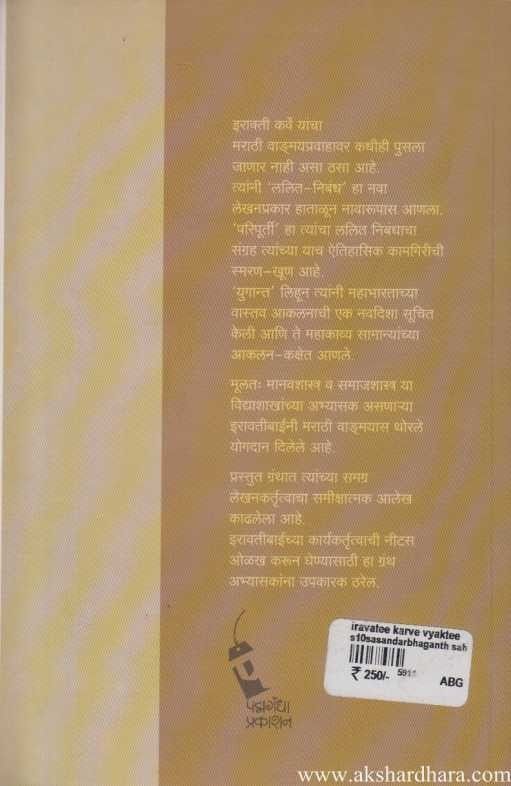 इरावती कर्वे यांचा
मराठी वाङ्मयप्रवाहावर कधीही पुसला
जाणार नाही असा ठसा आहे.
त्यांनी 'ललित-निबंध' हा नवा
लेखनप्रकार हाताळून नावारूपास आणला.
'परिपूर्ती' हा त्यांचा ललित निबंधाचा
संग्रह त्यांच्या याच ऐतिहासिक कामगिरीची
स्मरण-खूण आहे.
'युगान्त' लिहून त्यांनी महाभारताच्या
वास्तव आकलनाची एक नवदिशा सूचित
केली आणि ते महाकाव्य सामान्यांच्या
आकलन-कक्षेत आणले.
मूलतः मानवशास्त्र व समाजशास्त्र या
विद्याशाखांच्या अभ्यासक असणाऱ्या
इरावतीबाईंनी मराठी वाङ्मयास थोरले
योगदान दिलेले आहे.
प्रस्तुत ग्रंथात त्यांच्या समग्र
लेखनकर्तृत्वाचा समीक्षात्मक आलेख
काढलेला आहे.
इरावतीबाईंच्या कार्यकर्तृत्वाची नीटस
ओळख करून घेण्यासाठी हा ग्रंथ
अभ्यासकांना उपकारक ठरेल.
iravatee karve vyaktee
s10sasandarbhaganth sah
₹ 250/-
ABG
पद्मगंधा
प्रकाशन
www.akshardhara.com